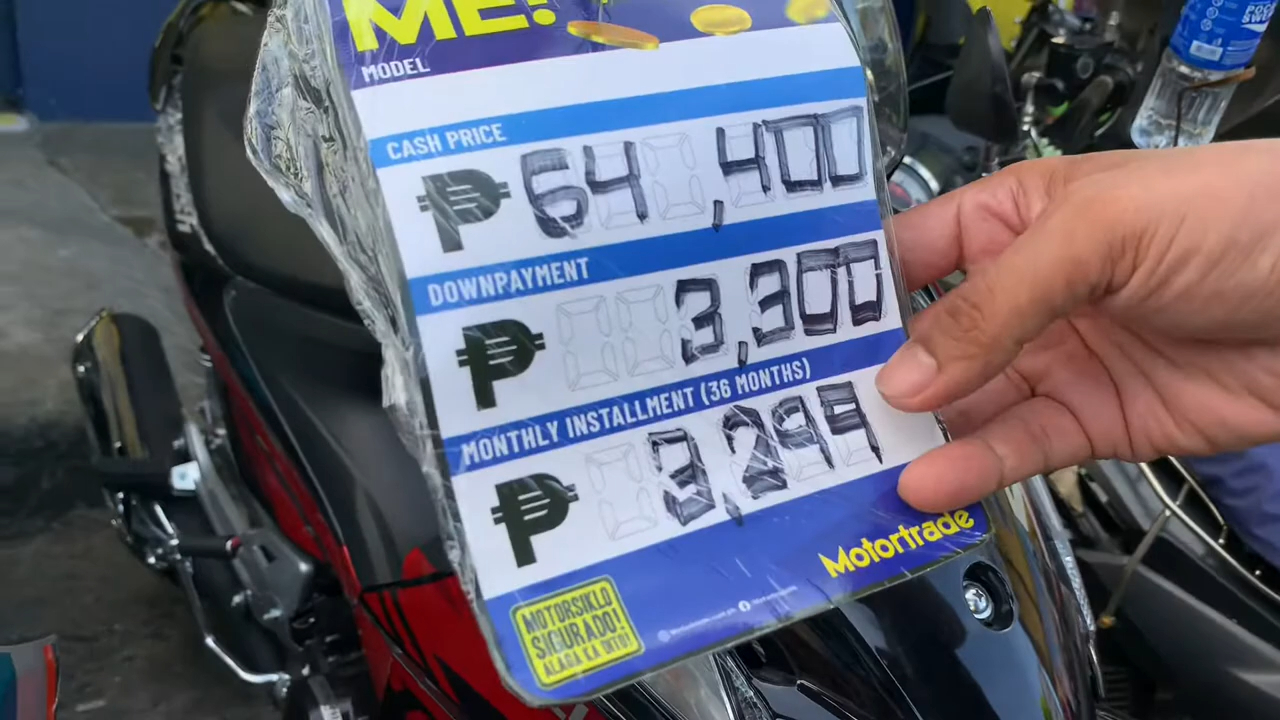 ME!
MODEL
CASH PRICE
₱64,400
DOWNPAYMENT
₱3,300
MONTHLY INSTALLMENT (36 MONTHS)
₱3,295
Motortrade
MOTORSIKLO
SIGURADO!
ALAGA KA DITO!